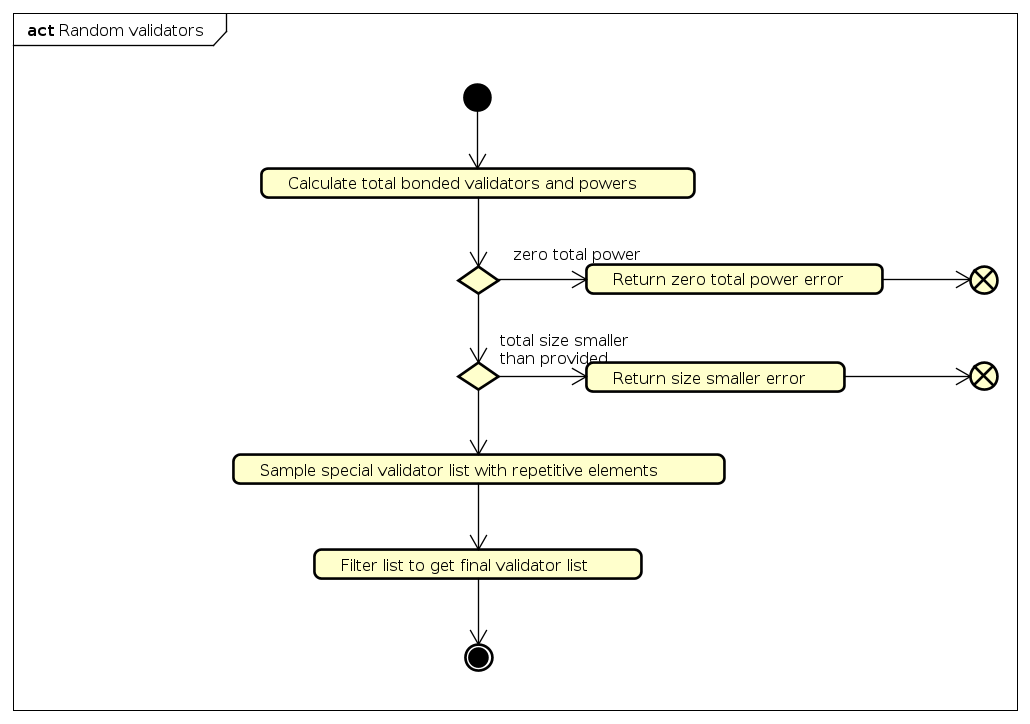 act Random validators
Calculate total bonded validators and powers
zero total power
Return zero total power error
total size smaller
than provided
Return size smaller error
Sample special validator list with repetitive elements
Filter list to get final validator list